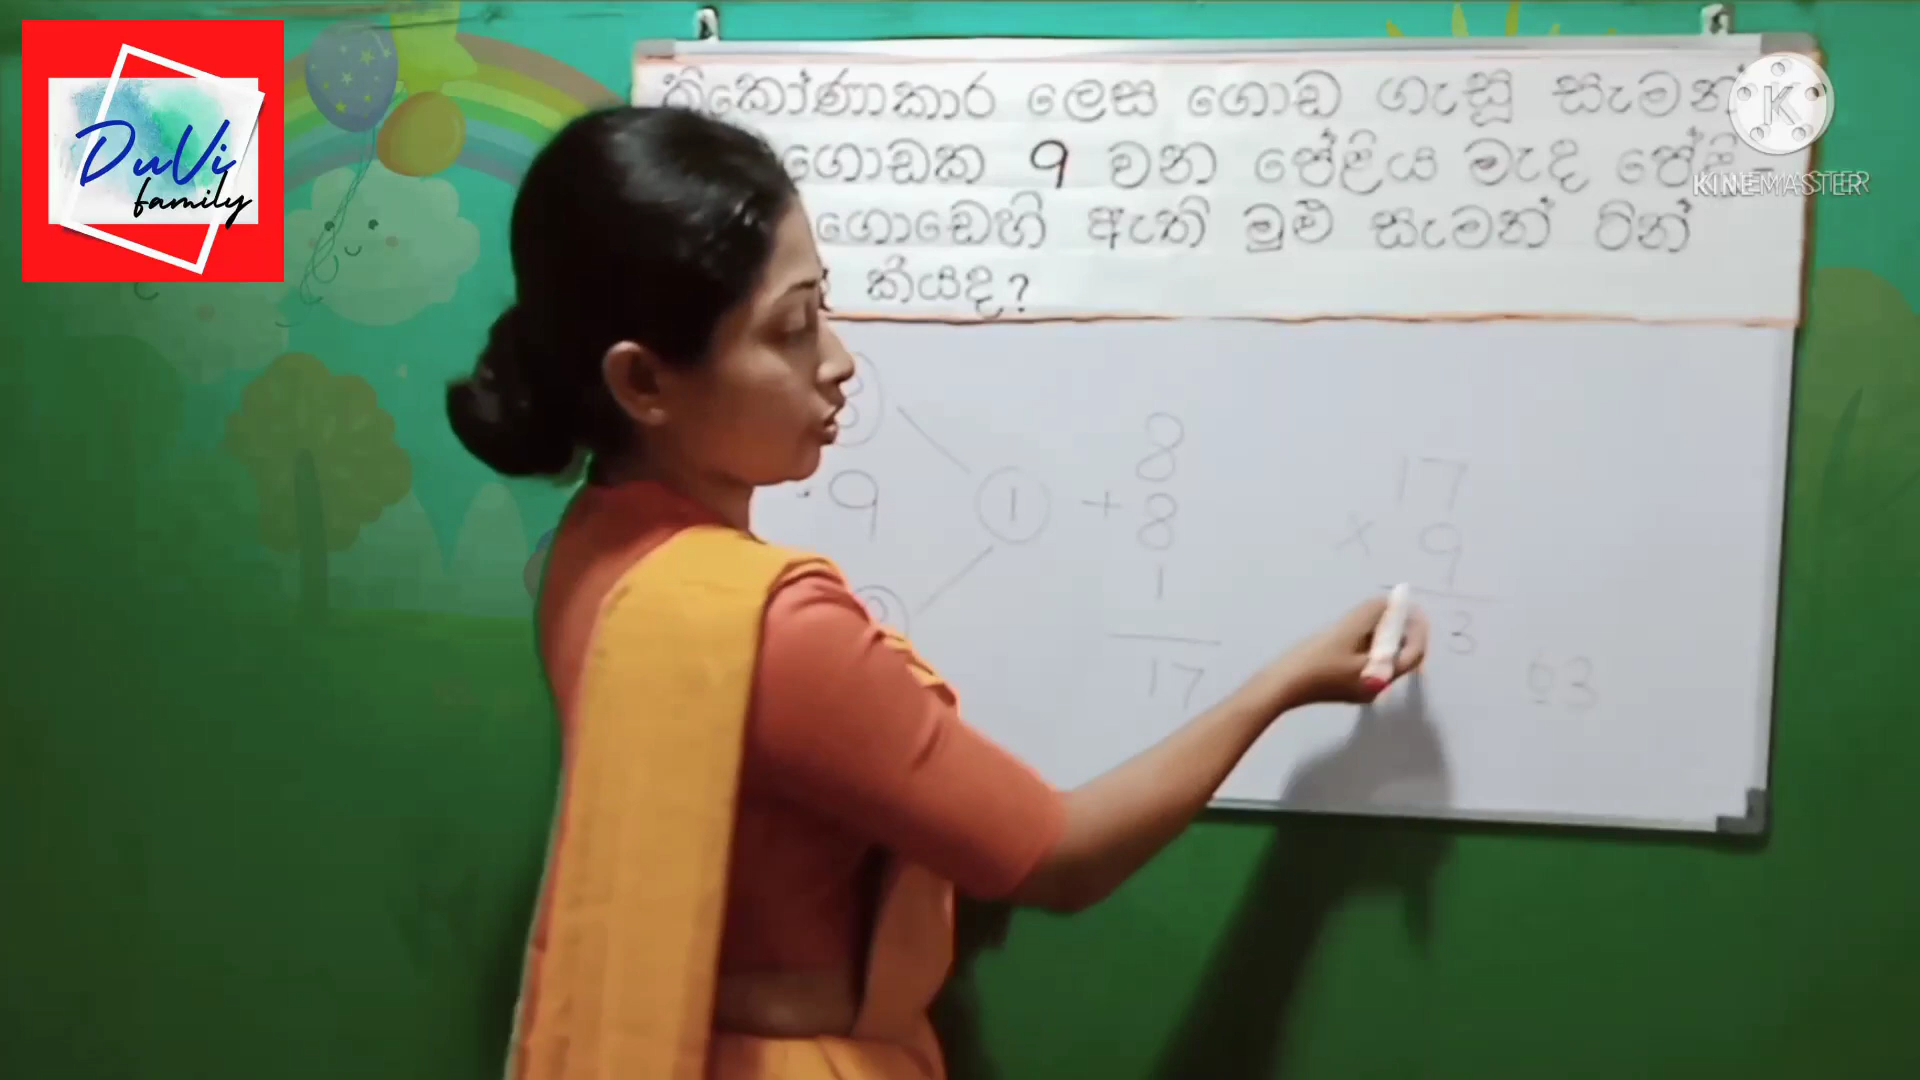 DuVi
family
ත්‍රිකෝණාකාර ලෙස ගොඩ ගැසූ සැමන්
ගොඩක 9 වන පේළිය මැද පේළි
ගොඩෙහි ඇති මුළු සැමන් ටින්
කීයද?
K
KINEMASTER
8
9
1
+ 8
8
1
17
17
× 9
3
63